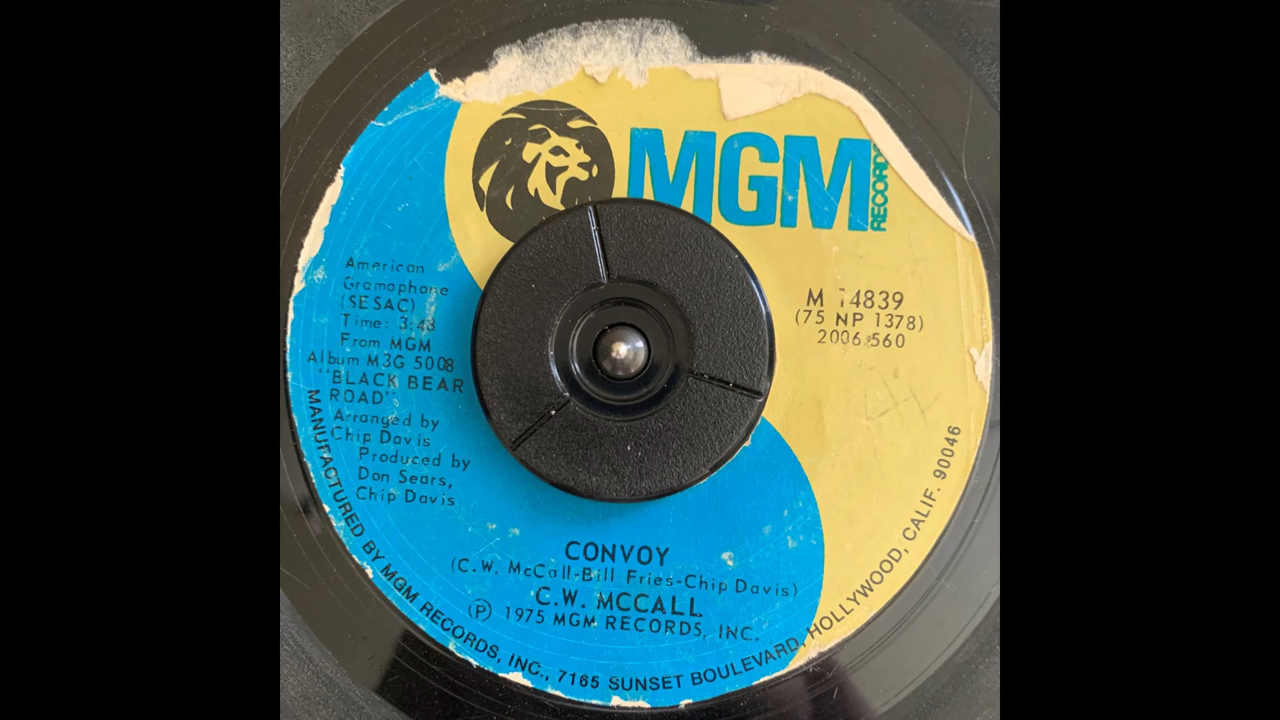 MGM
RECORDS
American
Gramaphone
(SESAC)
Time: 3:48
From MGM
Album M3G 5008
"BLACK BEAR
ROAD"
Arranged by
Chip Davis
Produced by
Don Sears,
Chip Davis
M 14839
(75 NP 1378)
2006 560
CONVOY
(C.W. McCall-Bill Fries-Chip Davis)
C.W. MCCALL
Ⓟ 1975 MGM RECORDS, INC.
MANUFACTURED BY MGM RECORDS, INC., 7165 SUNSET BOULEVARD, HOLLYWOOD, CALIF. 90046